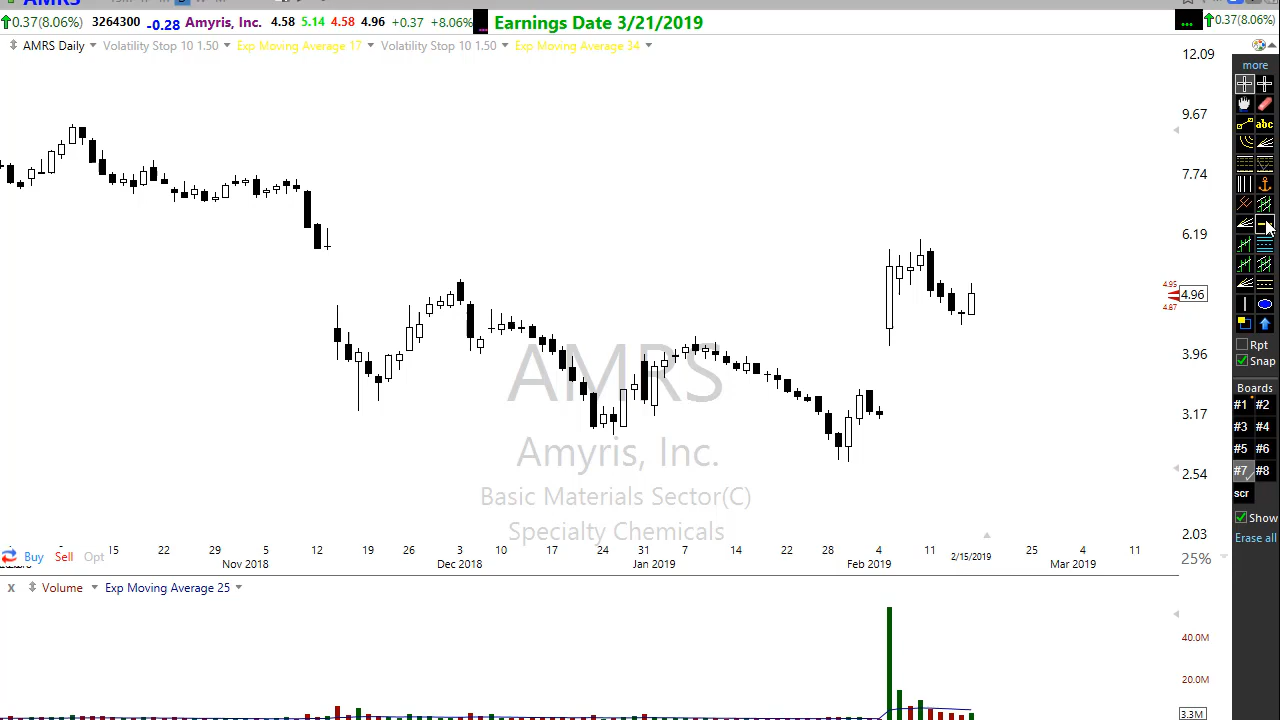 AMRS
0.37(8.06%) 3264300 -0.28 Amyris, Inc. 4.58 5.14 4.58 4.96 +0.37 +8.06% ... Earnings Date 3/21/2019 ... 0.37(8.06%)
AMRS Daily Volatility Stop 10 1.50 Exp Moving Average 17 Volatility Stop 10 1.50 Exp Moving Average 34
12.09
9.67
7.74
6.19
4.95
4.96
4.87
3.96
3.17
2.54
2.03
more
abc
Rpt
Snap
Boards
#1 #2
#3 #4
#5 #6
#7 #8
scr
Show
Erase all
AMRS
Amyris, Inc.
Basic Materials Sector(C)
Specialty Chemicals
Buy Sell Opt
15 22 29 5 12 19 26 3 10 17 24 31 7 14 22 28 4 11 2/15/2019 25 4 11
Nov 2018 Dec 2018 Jan 2019 Feb 2019 Mar 2019
25%
x Volume Exp Moving Average 25
40.0M
20.0M
3.3M